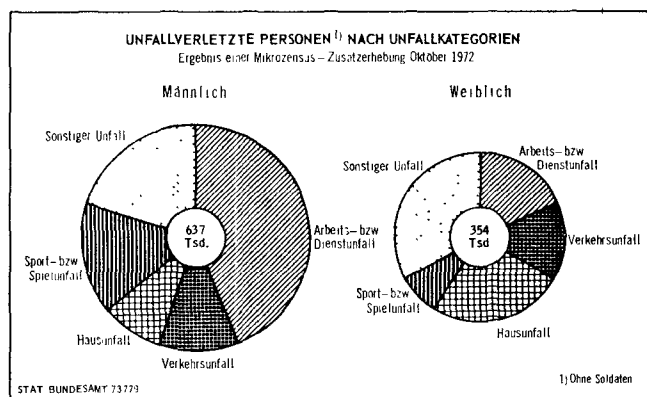 UNFALLVERLETZTE PERSONEN 1) NACH UNFALLKATEGORIEN
Ergebnis einer Mikrozensus – Zusatzerhebung Oktober 1972
Männlich
Sonstiger Unfall
637
Tsd.
Arbeits– bzw
Dienstunfall
Sport– bzw
Spielunfall
Hausunfall
Verkehrsunfall
Weiblich
Sonstiger Unfall
Arbeits– bzw
Dienstunfall
354
Tsd
Verkehrsunfall
Sport– bzw
Spielunfall
Hausunfall
STAT BUNDESAMT 73779
1) Ohne Soldaten